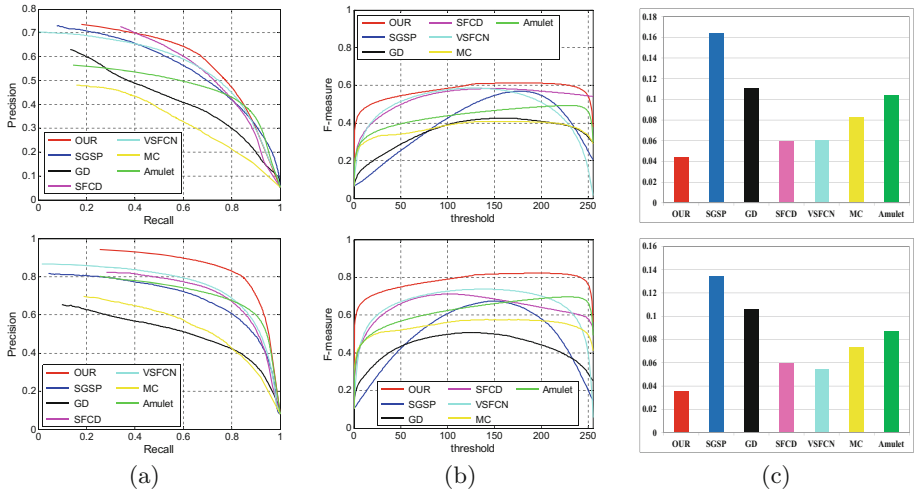 0.8
0.7
0.6
0.5
0.4
0.3
0.2
0.1
0
0 0.2 0.4 0.6 0.8 1
Precision
Recall
OUR VSFCN
SGSP MC
GD Amulet
SFCD
1
0.8
0.6
0.4
0.2
0
0 50 100 150 200 250
F-measure
threshold
OUR SFCD Amulet
SGSP VSFCN
GD MC
0.18
0.16
0.14
0.12
0.1
0.08
0.06
0.04
0.02
0
OUR SGSP GD SFCD VSFCN MC Amulet
1
0.8
0.6
0.4
0.2
0
0 0.2 0.4 0.6 0.8 1
Precision
Recall
OUR VSFCN
SGSP MC
GD Amulet
SFCD
1
0.8
0.6
0.4
0.2
0
0 50 100 150 200 250
F-measure
threshold
OUR SFCD Amulet
SGSP VSFCN
GD MC
0.16
0.14
0.12
0.1
0.08
0.06
0.04
0.02
0
OUR SGSP GD SFCD VSFCN MC Amulet
(a) (b) (c)